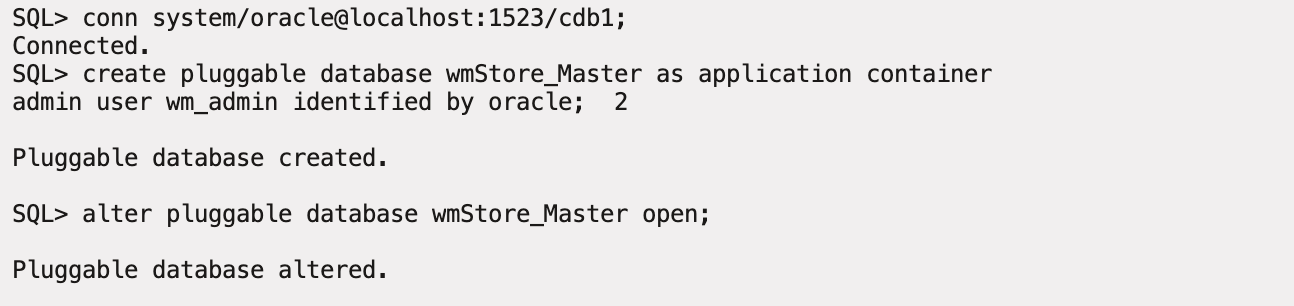 SQL> conn system/oracle@localhost:1523/cdb1;
Connected.
SQL> create pluggable database wmStore_Master as application container
admin user wm_admin identified by oracle;  2
Pluggable database created.
SQL> alter pluggable database wmStore_Master open;
Pluggable database altered.